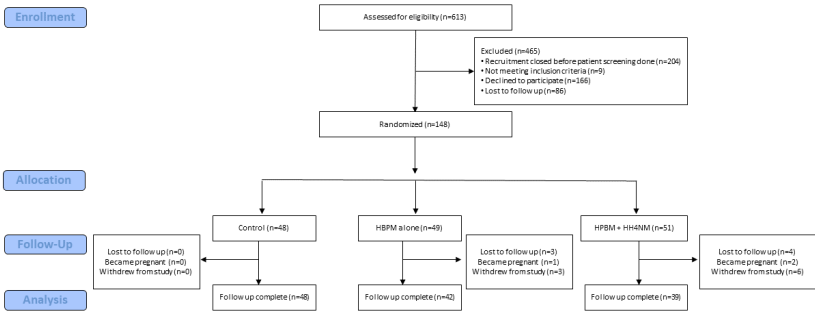 Enrollment
Assessed for eligibility (n=613)
Excluded (n=465)
• Recruitment closed before patient screening done (n=204)
• Not meeting inclusion criteria (n=9)
• Declined to participate (n=166)
• Lost to follow up (n=86)
Randomized (n=148)
Allocation
Control (n=48)
HBPM alone (n=49)
HPBM + HH4NM (n=51)
Follow-Up
Lost to follow up (n=0)
Became pregnant (n=0)
Withdrew from study (n=0)
Lost to follow up (n=3)
Became pregnant (n=1)
Withdrew from study (n=3)
Lost to follow up (n=4)
Became pregnant (n=2)
Withdrew from study (n=6)
Analysis
Follow up complete (n=48)
Follow up complete (n=42)
Follow up complete (n=39)